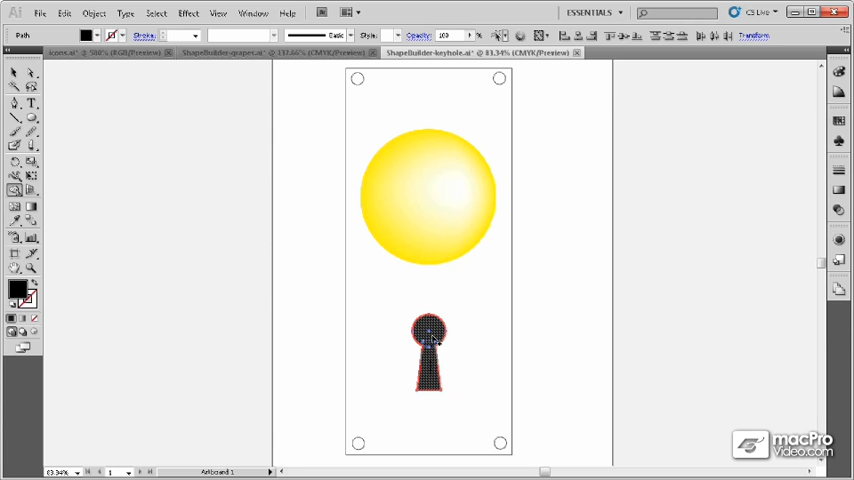 Ai File Edit Object Type Select Effect View Window Help ESSENTIALS CS Live
Path Stroke: Basic Style: Opacity: 100 % Transform
icons.ai* @ 500% (RGB/Preview) ShapeBuilder-grapes.ai* @ 137.66% (CMYK/Preview) ShapeBuilder-keyhole.ai* @ 83.34% (CMYK/Preview)
T
macPro
Video.com
83.34% 1 Artboard 1